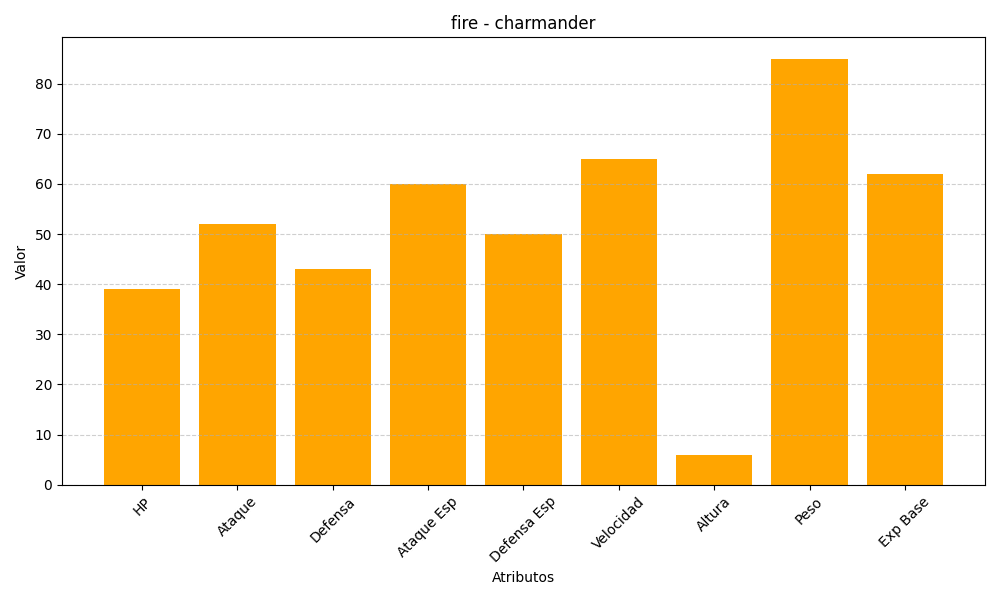 fire - charmander
Valor
80
70
60
50
40
30
20
10
0
HP
Ataque
Defensa
Ataque Esp
Defensa Esp
Velocidad
Altura
Peso
Exp Base
Atributos